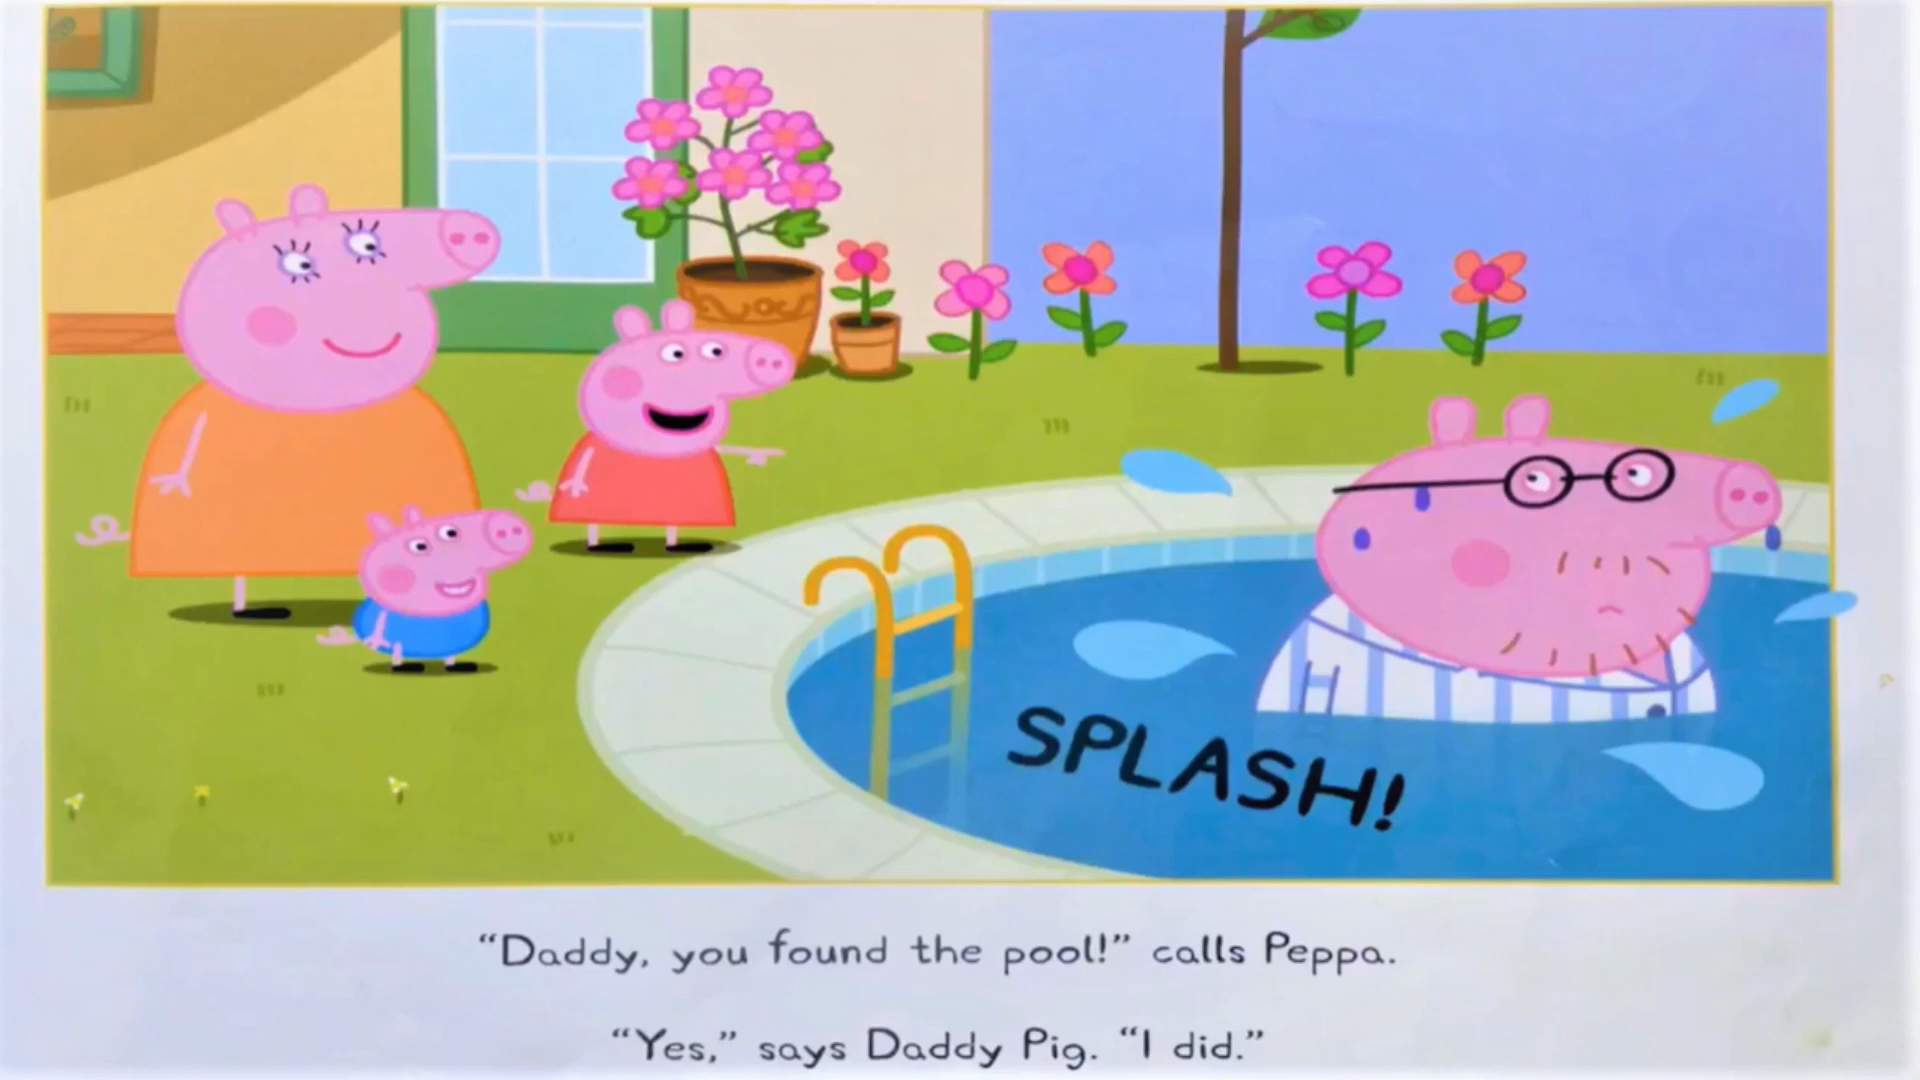 SPLASH!
“Daddy, you found the pool!” calls Peppa.
“Yes,” says Daddy Pig. “I did.”